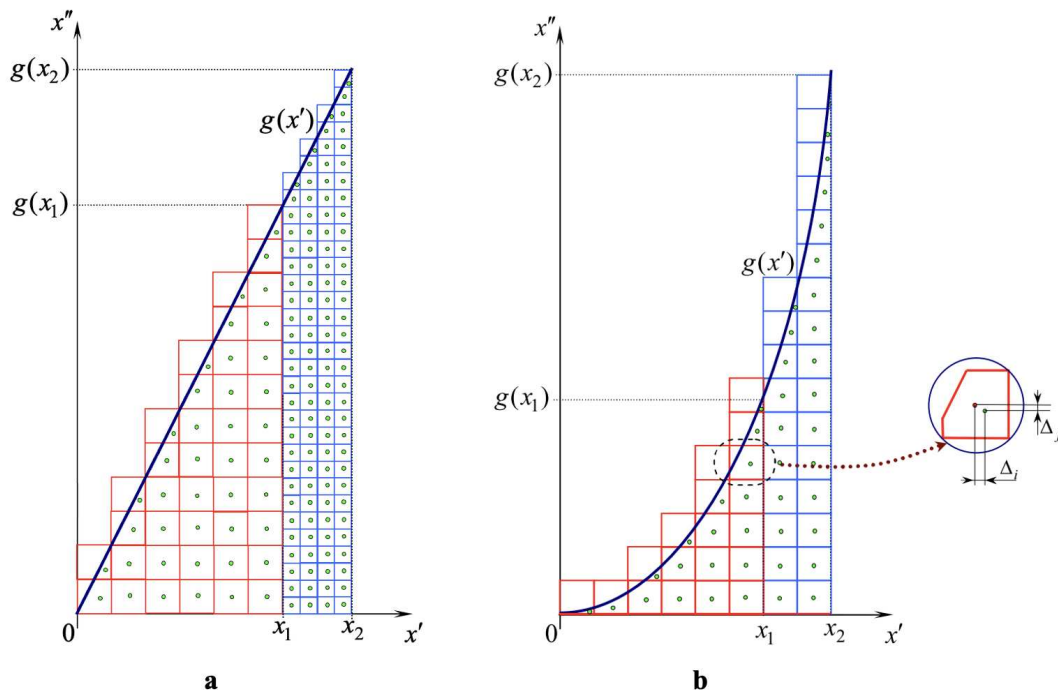 x″
g(x₂)
g(x′)
g(x₁)
0
x₁
x₂
x′
a
x″
g(x₂)
g(x′)
g(x₁)
0
x₁
x₂
x′
b
Δ
Δᵢ